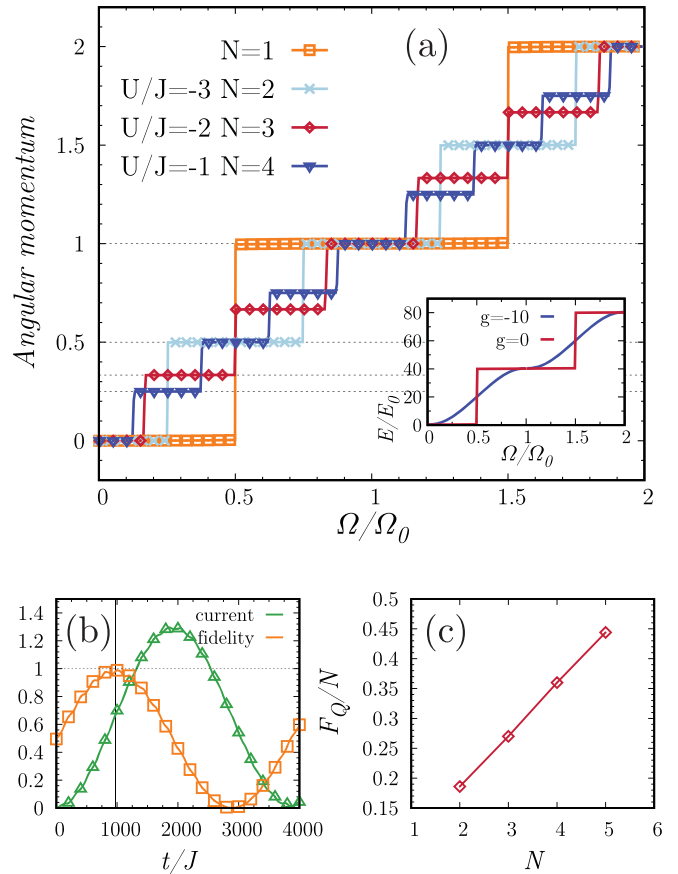 (a)
N=1
U/J=-3 N=2
U/J=-2 N=3
U/J=-1 N=4
Angular momentum
2
1.5
1
0.5
0
0 0.5 1 1.5 2
Ω/Ω0
g=-10
g=0
E/E0
80
60
40
20
0
0 0.5 1 1.5 2
Ω/Ω0
(b)
current
fidelity
1.4
1.2
1
0.8
0.6
0.4
0.2
0
0 1000 2000 3000 4000
t/J
(c)
FQ/N
0.5
0.45
0.4
0.35
0.3
0.25
0.2
0.15
1 2 3 4 5 6
N